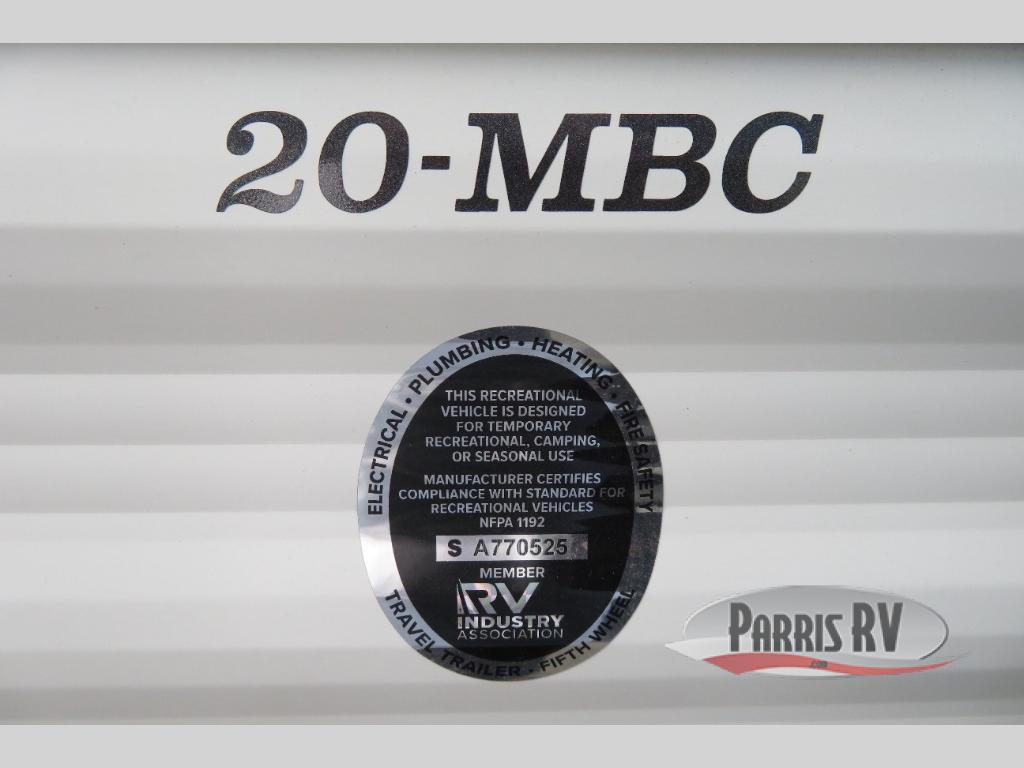 20-MBC
ELECTRICAL • PLUMBING • HEATING • FIRE SAFETY
THIS RECREATIONAL
VEHICLE IS DESIGNED
FOR TEMPORARY
RECREATIONAL, CAMPING,
OR SEASONAL USE
MANUFACTURER CERTIFIES
COMPLIANCE WITH STANDARD FOR
RECREATIONAL VEHICLES
NFPA 1192
S A770525
MEMBER
RV
INDUSTRY
ASSOCIATION
TRAVEL TRAILER • FIFTH WHEEL
PARRIS RV
.com